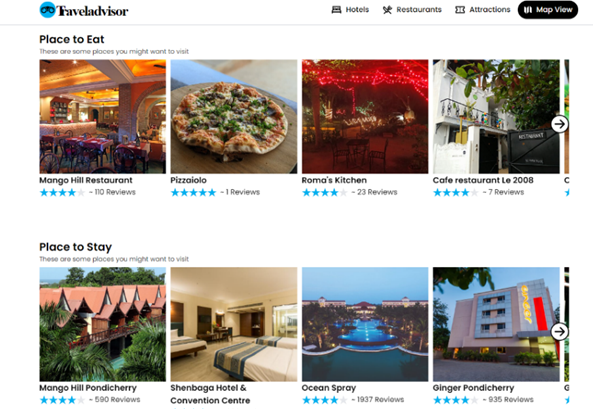 Traveladvisor
Hotels Restaurants Attractions Map View
Place to Eat
These are some places you might want to visit
Mango Hill Restaurant Pizzaiolo Roma's Kitchen Cafe restaurant Le 2008
~ 110 Reviews ~ 1 Reviews ~ 23 Reviews ~ 7 Reviews
Place to Stay
These are some places you might want to visit
Mango Hill Pondicherry Shenbaga Hotel & Ocean Spray Ginger Pondicherry
~ 590 Reviews Convention Centre ~ 1937 Reviews ~ 935 Reviews